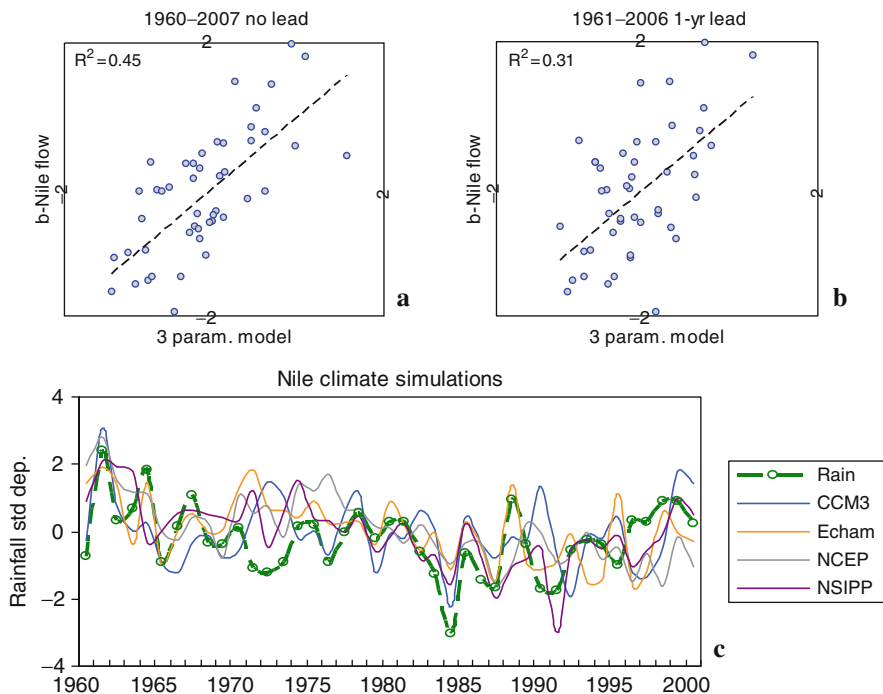 1960–2007 no lead
2
R²=0.45
b-Nile flow
−2
2
−2
a
3 param. model
1961–2006 1-yr lead
2
R²=0.31
b-Nile flow
−2
2
−2
b
3 param. model
Nile climate simulations
Rainfall std dep.
4
2
0
−2
−4
1960 1965 1970 1975 1980 1985 1990 1995 2000
c
Rain
CCM3
Echam
NCEP
NSIPP